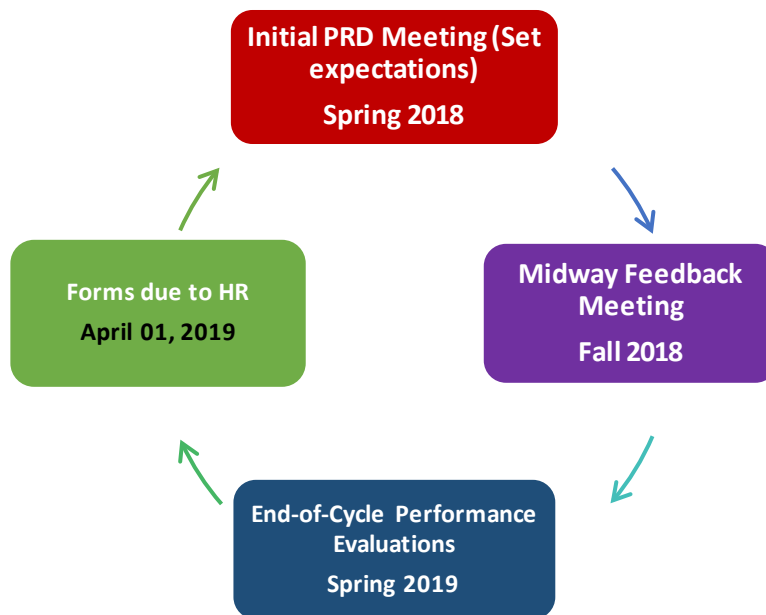 Initial PRD Meeting (Set
expectations)
Spring 2018
Midway Feedback
Meeting
Fall 2018
End-of-Cycle Performance
Evaluations
Spring 2019
Forms due to HR
April 01, 2019